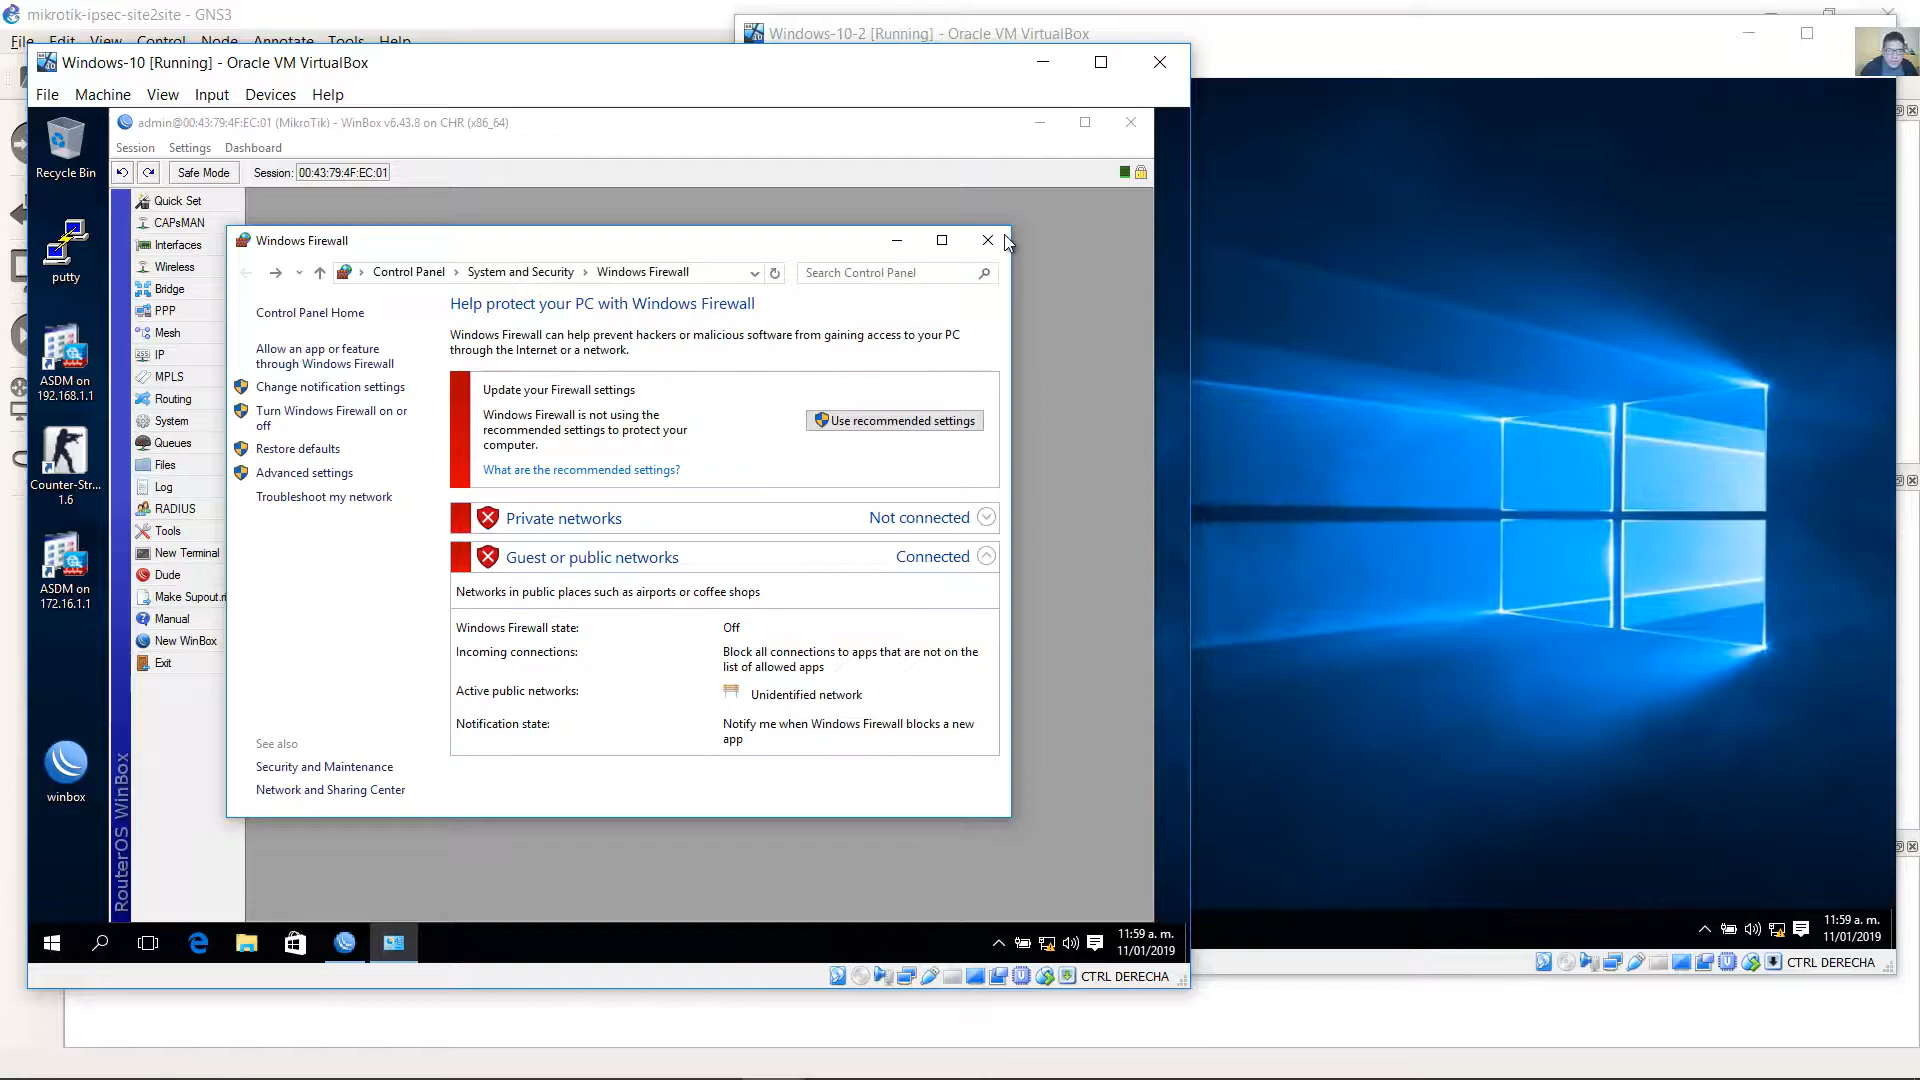 mikrotik-ipsec-site2site - GNS3
File Edit View Control Node Annotate Tools Help
Windows-10-2 [Running] - Oracle VM VirtualBox
Windows-10 [Running] - Oracle VM VirtualBox
File Machine View Input Devices Help
Recycle Bin
putty
ASDM on
192.168.1.1
Counter-Str...
1.6
ASDM on
172.16.1.1
winbox
admin@00:43:79:4F:EC:01 (MikroTik) - WinBox v6.43.8 on CHR (x86_64)
Session Settings Dashboard
Safe Mode Session: 00:43:79:4F:EC:01
Quick Set
CAPsMAN
Interfaces
Wireless
Bridge
PPP
Mesh
255 IP
MPLS
Routing
System
Queues
Files
Log
RADIUS
Tools
New Terminal
Dude
Make Supout.ri
Manual
New WinBox
Exit
RouterOS WinBox
Windows Firewall
Control Panel System and Security Windows Firewall
Search Control Panel
Control Panel Home
Allow an app or feature
through Windows Firewall
Change notification settings
Turn Windows Firewall on or
off
Restore defaults
Advanced settings
Troubleshoot my network
See also
Security and Maintenance
Network and Sharing Center
Help protect your PC with Windows Firewall
Windows Firewall can help prevent hackers or malicious software from gaining access to your PC
through the Internet or a network.
Update your Firewall settings
Windows Firewall is not using the
recommended settings to protect your
computer.
What are the recommended settings?
Use recommended settings
Private networks Not connected
Guest or public networks Connected
Networks in public places such as airports or coffee shops
Windows Firewall state: Off
Incoming connections: Block all connections to apps that are not on the
list of allowed apps
Active public networks: Unidentified network
Notification state: Notify me when Windows Firewall blocks a new
app
11:59 a. m.
11/01/2019
CTRL DERECHA
11:59 a. m.
11/01/2019
CTRL DERECHA